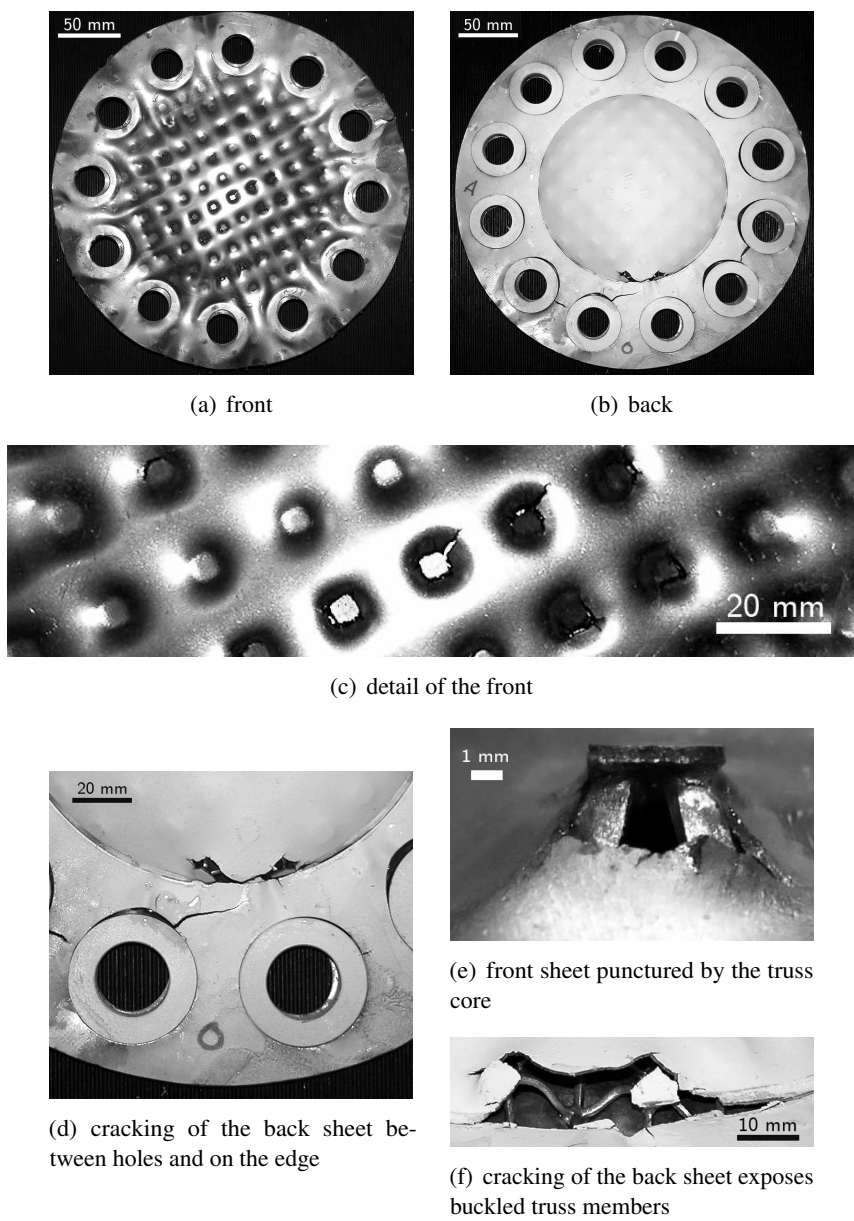 50 mm
50 mm
A
O
(a) front
(b) back
20 mm
(c) detail of the front
20 mm
O
(d) cracking of the back sheet be-
tween holes and on the edge
1 mm
(e) front sheet punctured by the truss
core
10 mm
(f) cracking of the back sheet exposes
buckled truss members